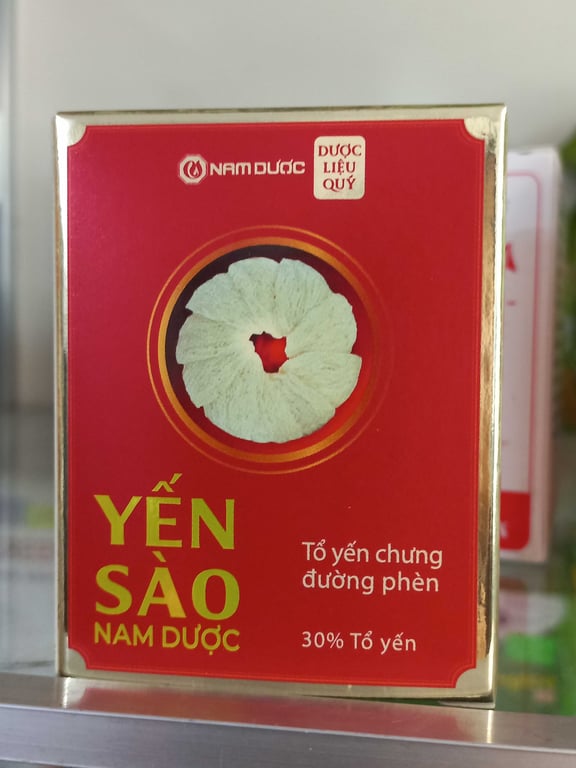 NAM DƯỢC
DƯỢC
LIỆU
QUÝ
YẾN
SÀO
NAM DƯỢC
Tổ yến chưng
đường phèn
30% Tổ yến